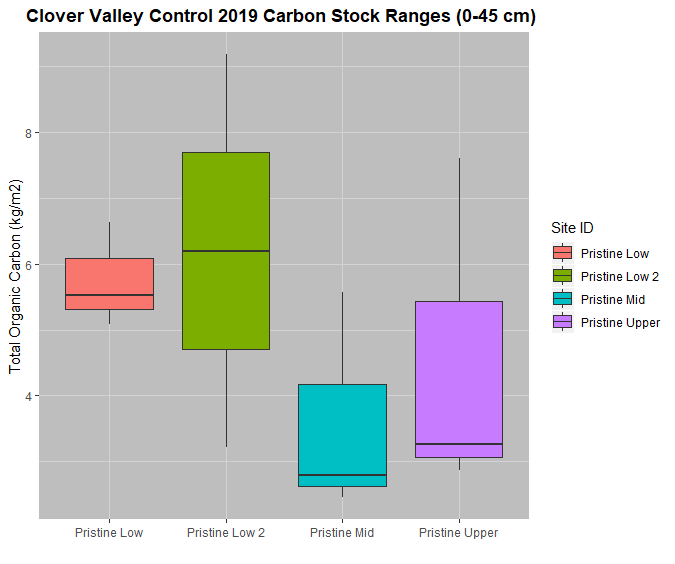 Clover Valley Control 2019 Carbon Stock Ranges (0-45 cm)
Total Organic Carbon (kg/m2)
8
6
4
Pristine Low
Pristine Low 2
Pristine Mid
Pristine Upper
Site ID
Pristine Low
Pristine Low 2
Pristine Mid
Pristine Upper